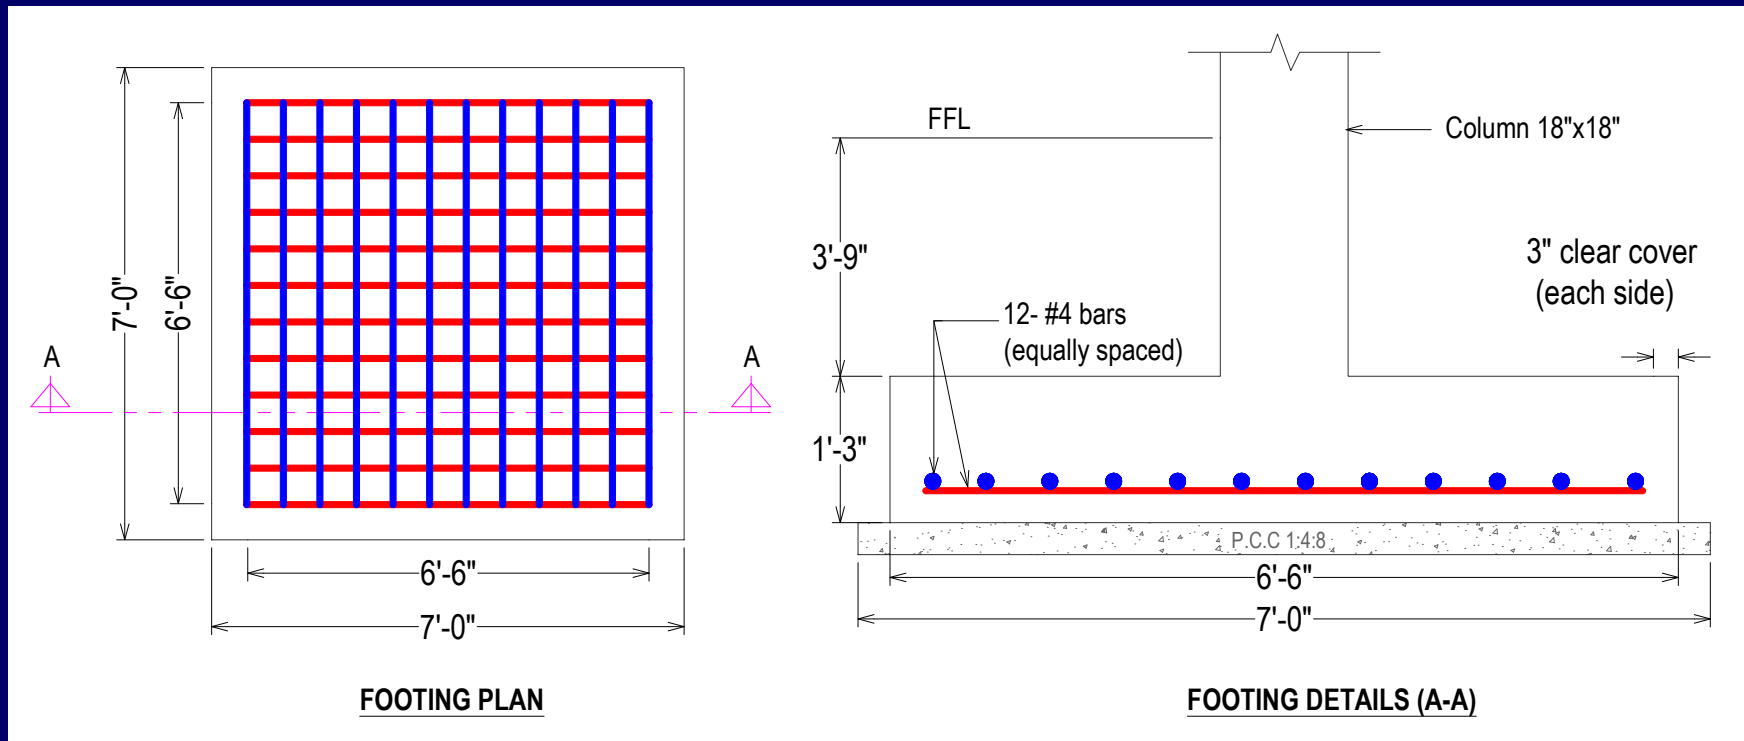 7'-0"
6'-6"
A
A
6'-6"
7'-0"
FOOTING PLAN
FFL
Column 18"x18"
3'-9"
3" clear cover
(each side)
12- #4 bars
(equally spaced)
1'-3"
P.C.C 1:4:8
6'-6"
7'-0"
FOOTING DETAILS (A-A)